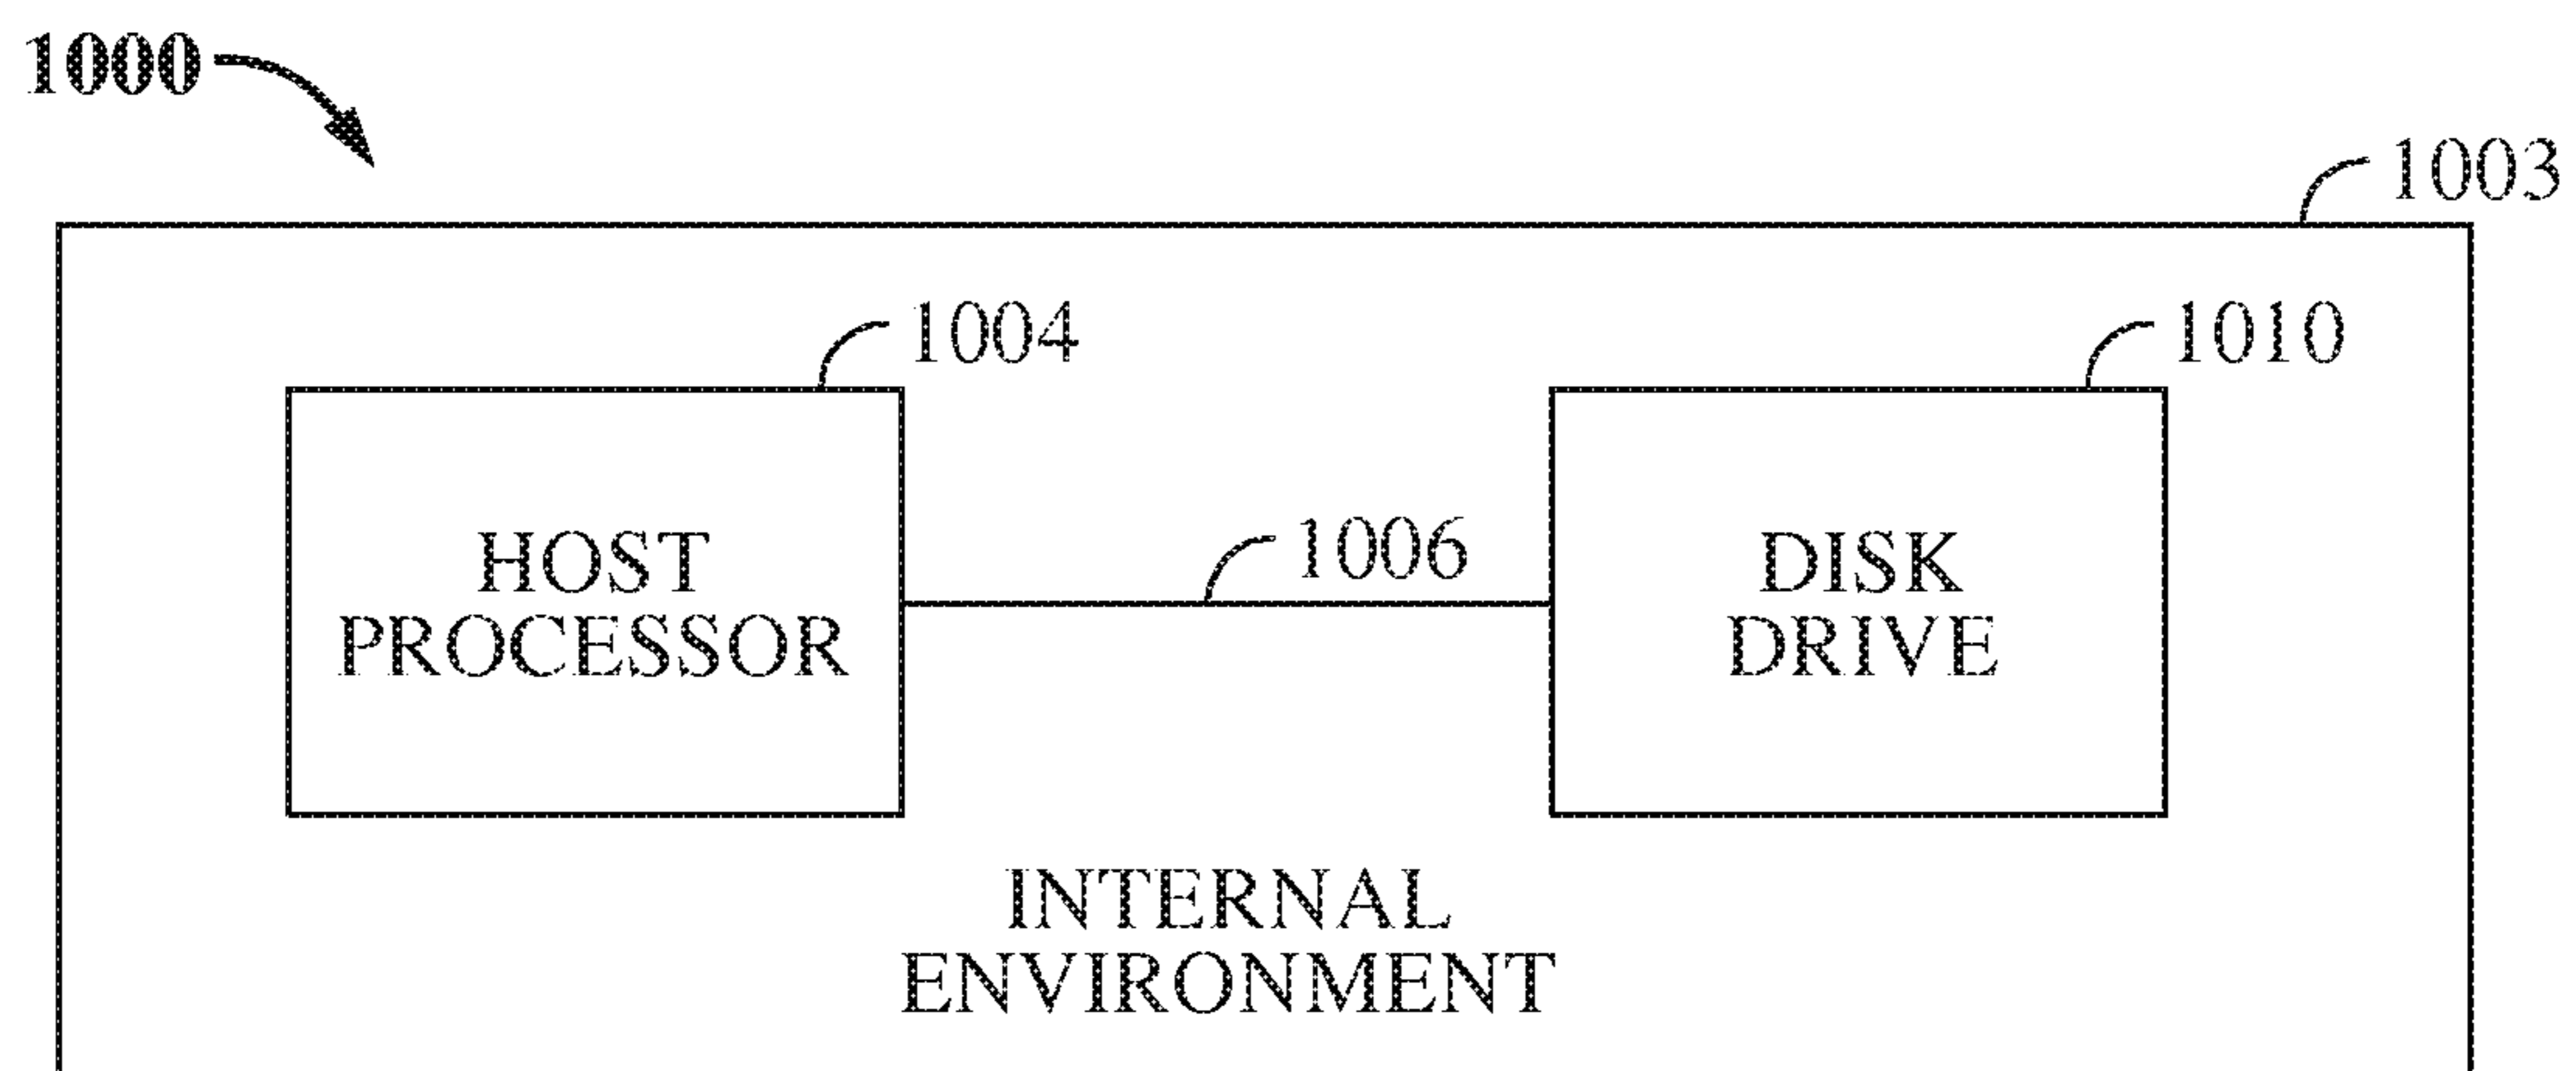 1000
1003
1004
1010
HOST
PROCESSOR
1006
DISK
DRIVE
INTERNAL
ENVIRONMENT